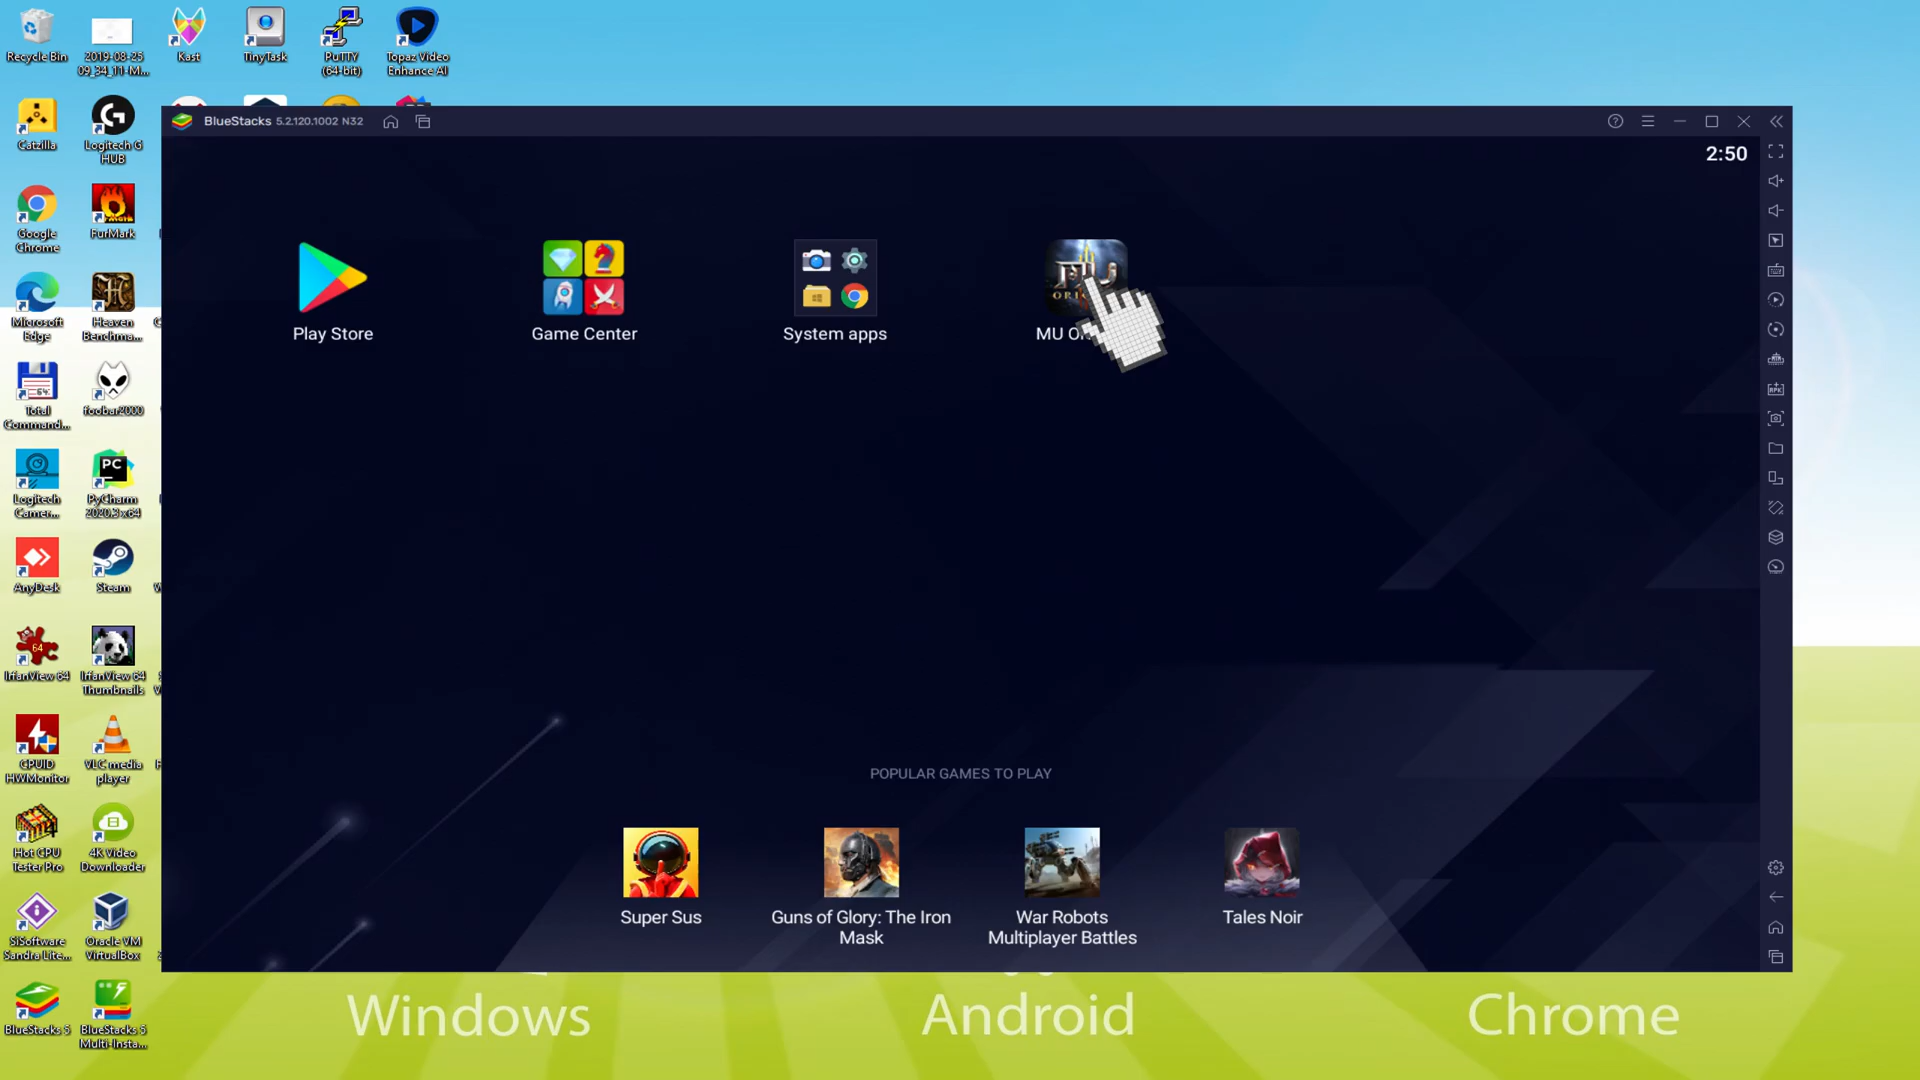 Recycle Bin
2019-08-25
09_34_11-M...
Kast
TinyTask
PuTTY
(64-bit)
Topaz Video
Enhance AI
Catzilla
Logitech G
HUB
Google
Chrome
FurMark
Microsoft
Edge
Heaven
Benchma...
Total
Command...
foobar2000
Logitech
Camer...
PyCharm
2020.3 x64
AnyDesk
Steam
IrfanView 64
IrfanView 64
Thumbnails
CPUID
HWMonitor
VLC media
player
Hot CPU
Tester Pro
4K Video
Downloader
SiSoftware
Sandra Lite...
Oracle VM
VirtualBox
BlueStacks 5
BlueStacks 5
Multi-Insta...
BlueStacks 5.2.120.1002 N32
2:50
Play Store
Game Center
System apps
MU
POPULAR GAMES TO PLAY
Super Sus
Guns of Glory: The Iron
Mask
War Robots
Multiplayer Battles
Tales Noir
Windows
Android
Chrome